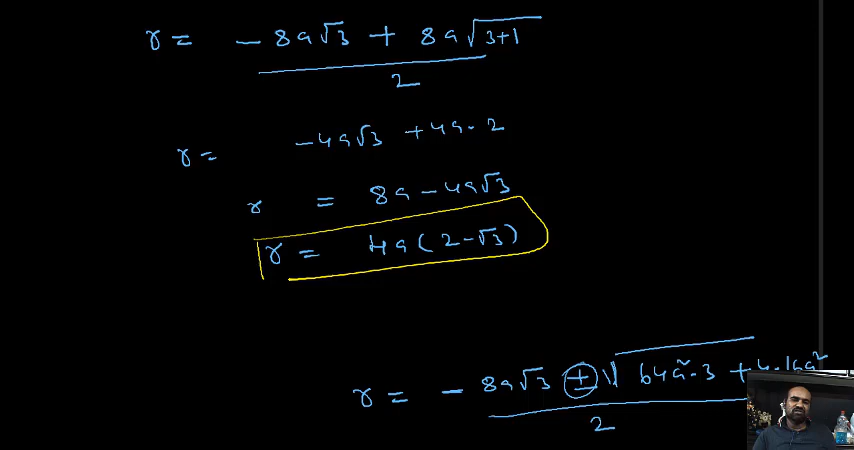 r = (-8a√3 + 8a√(3+1)) / 2
r = -4a√3 + 4a·2
r = 8a - 4a√3
r = 4a(2-√3)
r = (-8a√3 ± √(64a²·3 + 4·16a²)) / 2